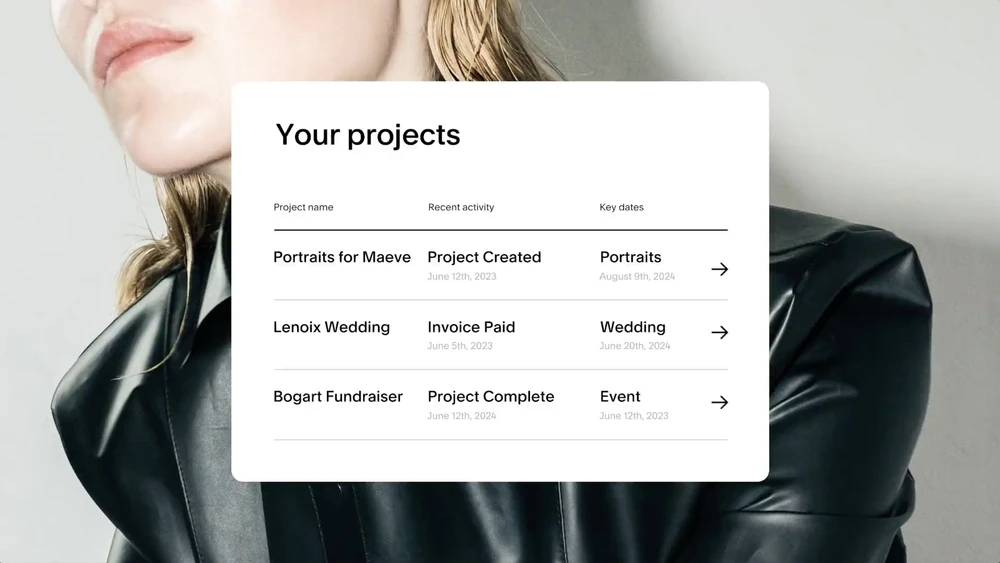 Your projects
Project name Recent activity Key dates
Portraits for Maeve Project Created Portraits
June 12th, 2023 August 9th, 2024
Lenoix Wedding Invoice Paid Wedding
June 5th, 2023 June 20th, 2024
Bogart Fundraiser Project Complete Event
June 12th, 2024 June 12th, 2023